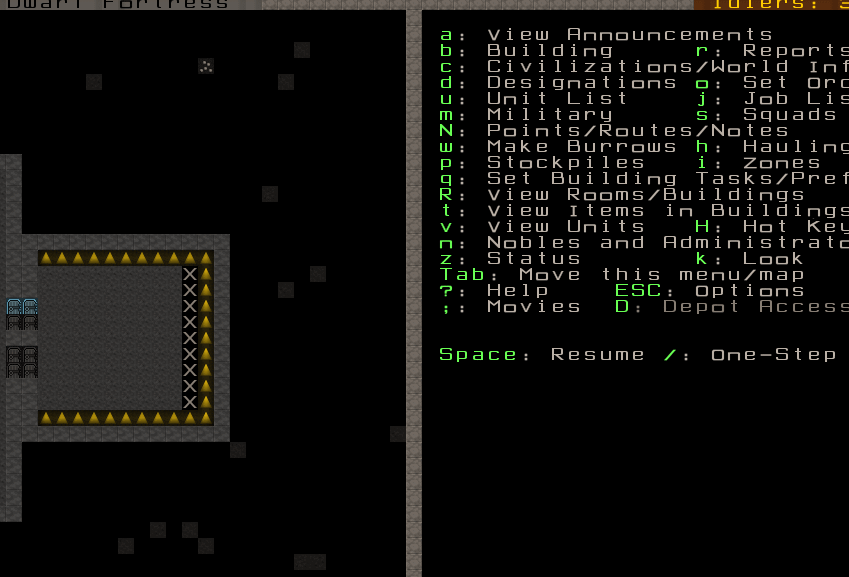 Dwarf Fortress
Idlers: 3
a: View Announcements
b: Building r: Reports
c: Civilizations/World Inf
d: Designations o: Set Ord
u: Unit List j: Job Lis
m: Military s: Squads
N: Points/Routes/Notes
w: Make Burrows h: Hauling
p: Stockpiles i: Zones
q: Set Building Tasks/Pref
R: View Rooms/Buildings
t: View Items in Buildings
v: View Units H: Hot Key
n: Nobles and Administrato
z: Status k: Look
Tab: Move this menu/map
?: Help ESC: Options
;: Movies D: Depot Access
Space: Resume /: One-Step